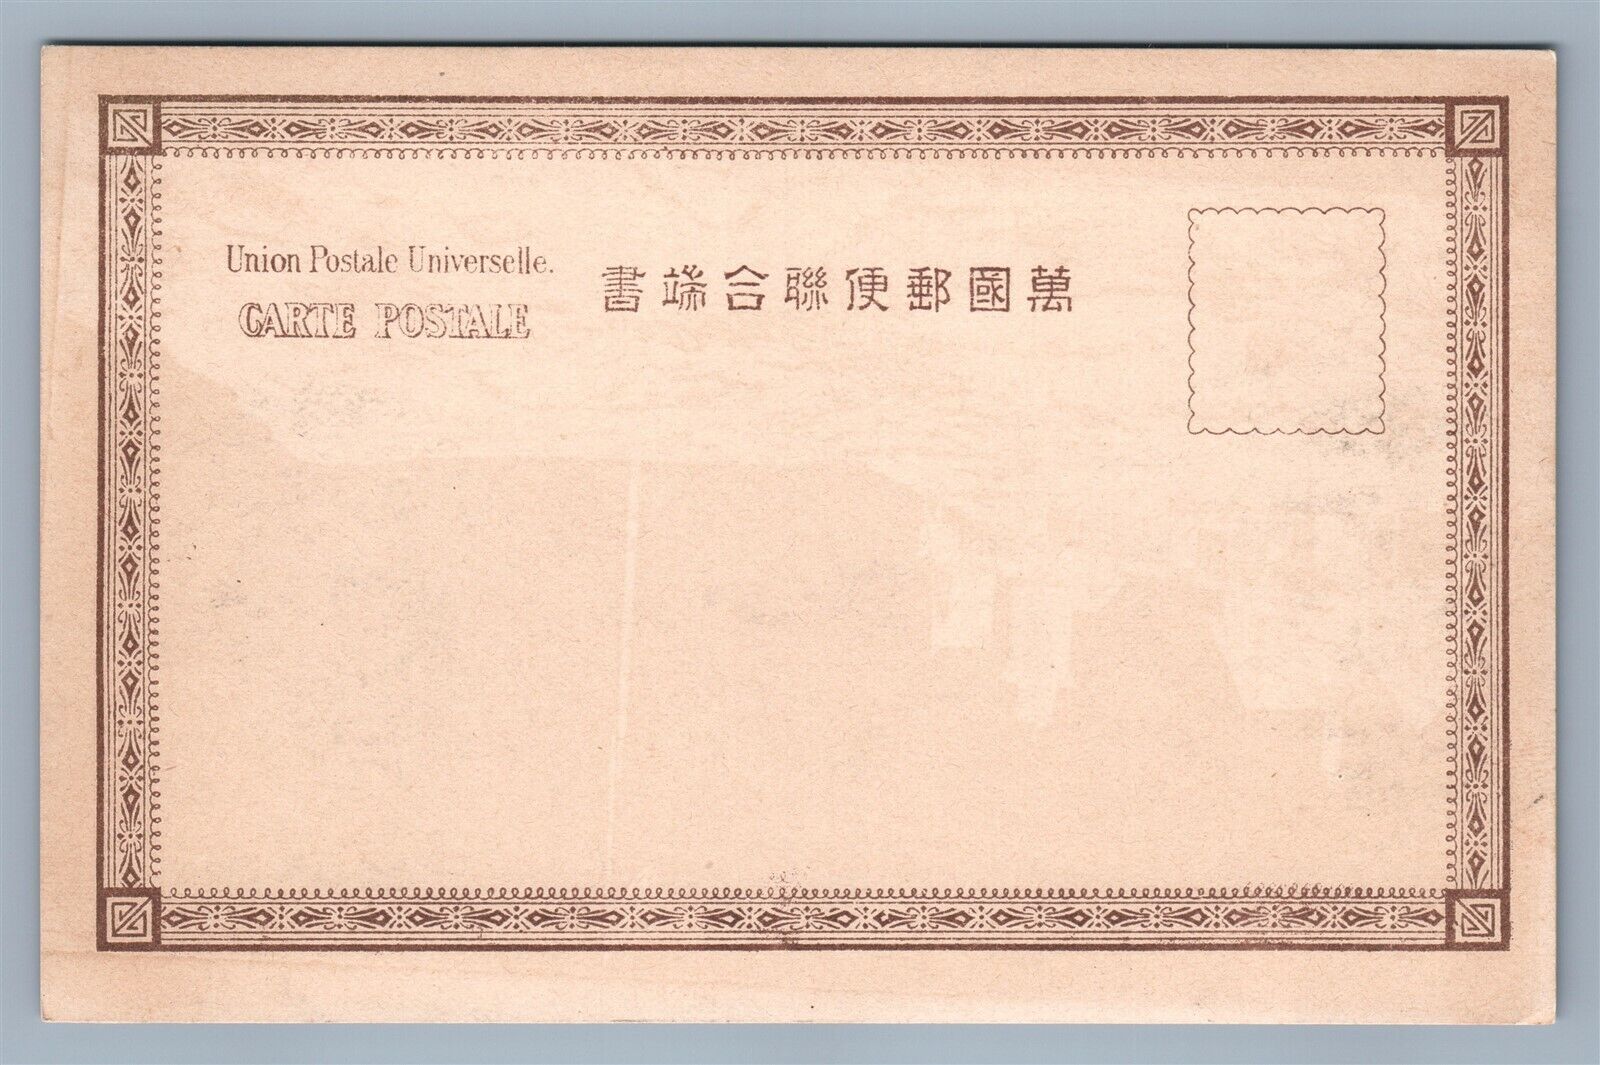 Union Postale Universelle.
CARTE POSTALE
萬國郵便聯合端書